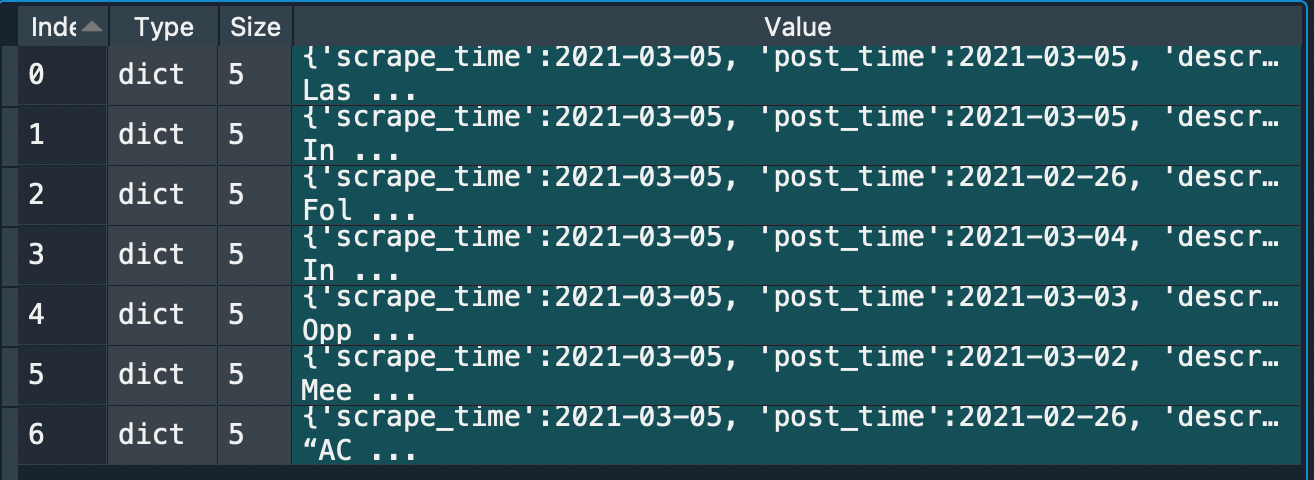 Inde Type Size Value
0 dict 5 {'scrape_time':2021-03-05, 'post_time':2021-03-05, 'descr…
Las ...
1 dict 5 {'scrape_time':2021-03-05, 'post_time':2021-03-05, 'descr…
In ...
2 dict 5 {'scrape_time':2021-03-05, 'post_time':2021-02-26, 'descr…
Fol ...
3 dict 5 {'scrape_time':2021-03-05, 'post_time':2021-03-04, 'descr…
In ...
4 dict 5 {'scrape_time':2021-03-05, 'post_time':2021-03-03, 'descr…
Opp ...
5 dict 5 {'scrape_time':2021-03-05, 'post_time':2021-03-02, 'descr…
Mee ...
6 dict 5 {'scrape_time':2021-03-05, 'post_time':2021-02-26, 'descr…
“AC ...